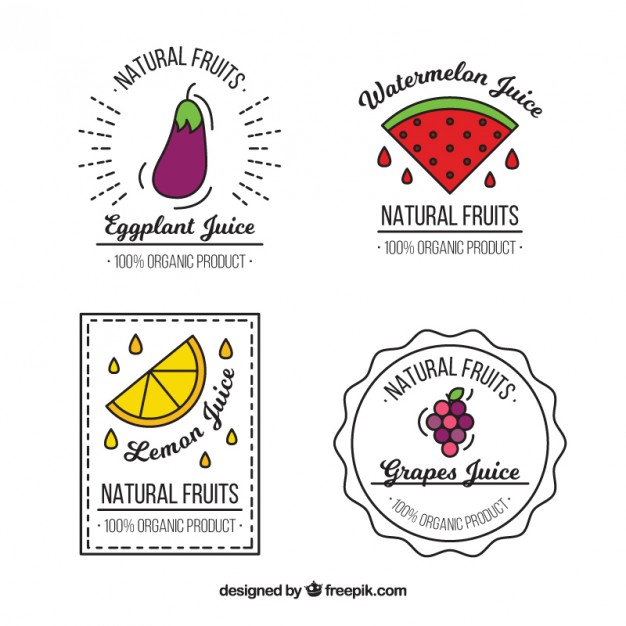 ·NATURAL FRUITS·
Eggplant Juice
· 100% ORGANIC PRODUCT ·
Watermelon Juice
NATURAL FRUITS
· 100% ORGANIC PRODUCT ·
Lemon Juice
NATURAL FRUITS
· 100% ORGANIC PRODUCT ·
·NATURAL FRUITS·
Grapes Juice
· 100% ORGANIC PRODUCT ·
designed by freepik.com